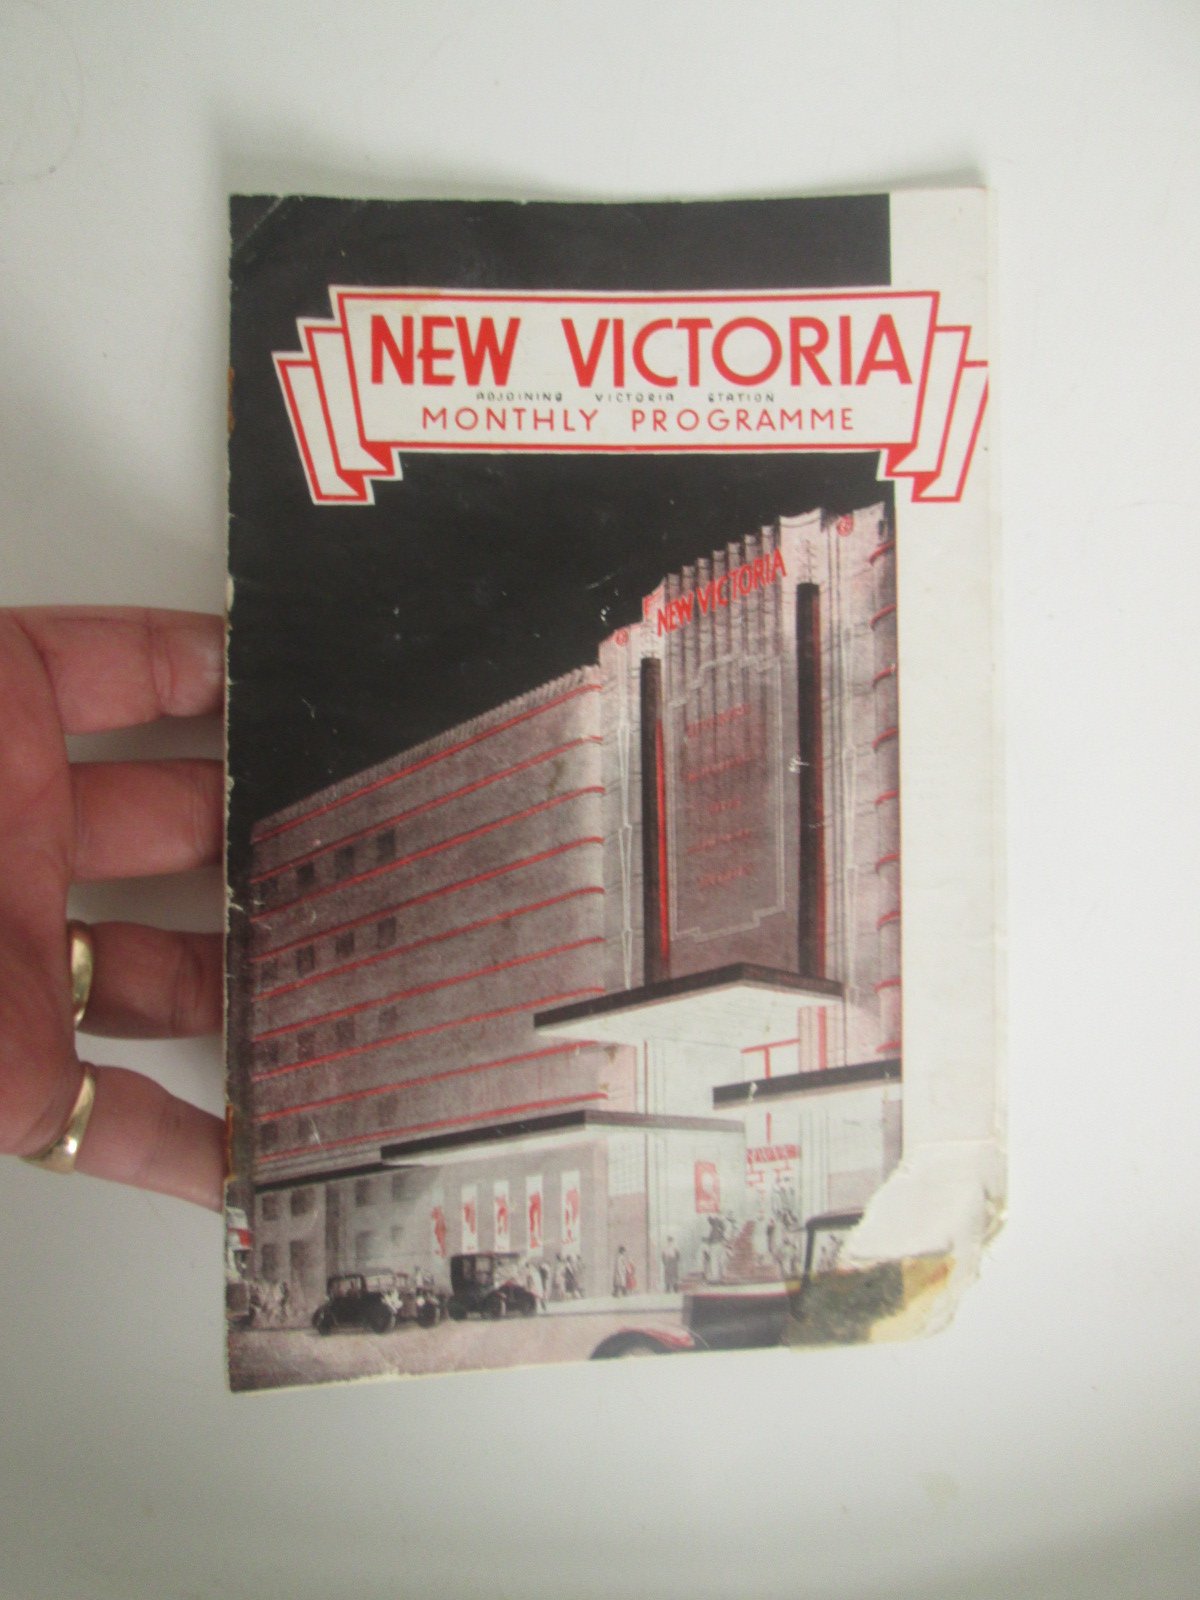 NEW VICTORIA
ADJOINING VICTORIA STATION
MONTHLY PROGRAMME
NEW VICTORIA